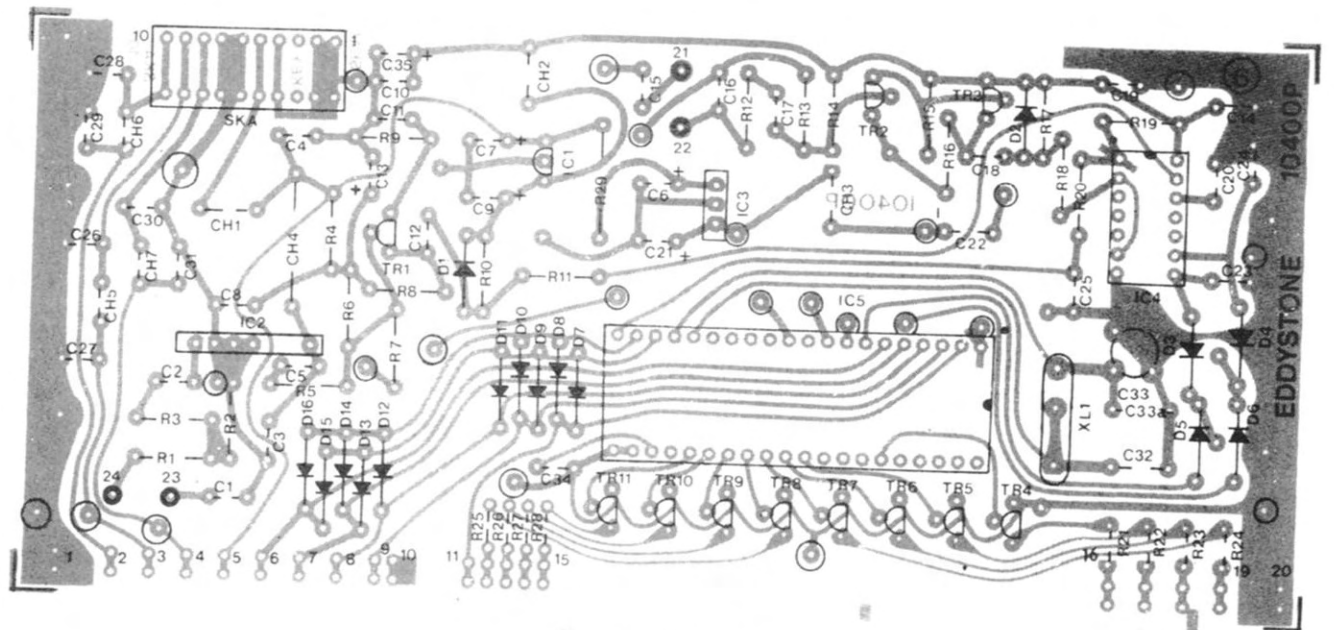 10
1
C28
C35
C10
C11
C29
CH6
SKA
C4
R9
C13
+
+
CH2
C15
21
22
C16
R12
C17
R13
R14
TR2
R15
TR3
R16
C18
D2
R17
R18
R19
R20
C20
C7
+
IC1
C9
+
R29
C6
+
IC3
C21
+
CH3
C22
10400P
C30
CH1
CH4
R4
C12
TR1
R8
D1
R10
R11
C26
CH7
C31
CH5
C8
IC2
R6
R7
C27
C2
C5
R5
R3
R2
C3
R1
24
23
C1
D16
D15
D14
D13
D12
D11
D10
D9
D8
D7
IC5
C25
IC4
C23
D3
D4
C33
C33a
XL1
D5
D6
C32
C34
TR11
TR10
TR9
TR8
TR7
TR6
TR5
TR4
R25
R26
R27
R28
R21
R22
R23
R24
1
2
3
4
5
6
7
8
9
10
11
15
16
19
20
EDDYSTONE 1D400P